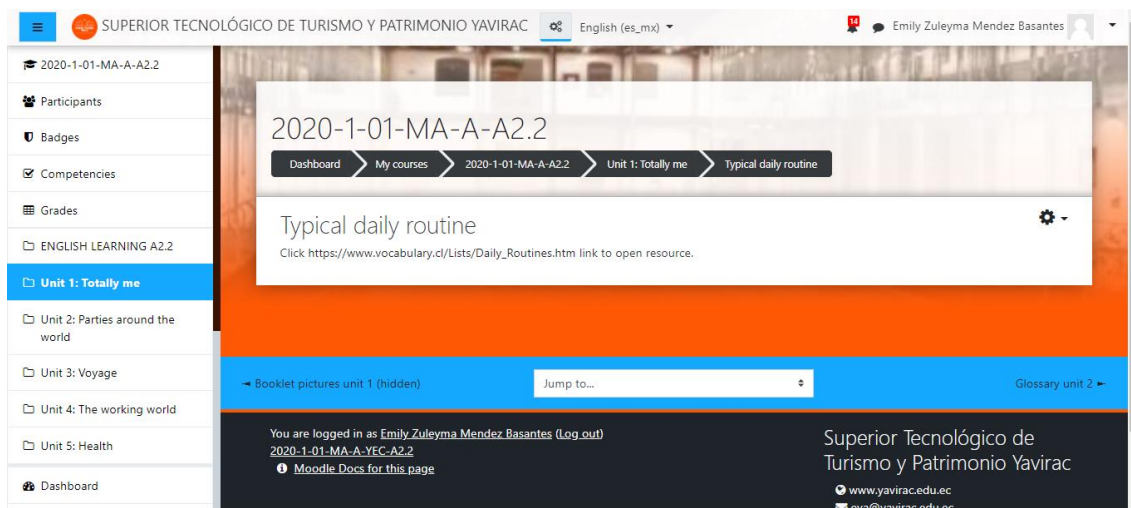 SUPERIOR TECNOLÓGICO DE TURISMO Y PATRIMONIO YAVIRAC
English (es_mx)
14
Emily Zuleyma Mendez Basantes
2020-1-01-MA-A-A2.2
Participants
Badges
Competencies
Grades
ENGLISH LEARNING A2.2
Unit 1: Totally me
Unit 2: Parties around the
world
Unit 3: Voyage
Unit 4: The working world
Unit 5: Health
Dashboard
2020-1-01-MA-A-A2.2
Dashboard My courses 2020-1-01-MA-A-A2.2 Unit 1: Totally me Typical daily routine
Typical daily routine
Click https://www.vocabulary.cl/Lists/Daily_Routines.htm link to open resource.
◄ Booklet pictures unit 1 (hidden)
Jump to...
Glossary unit 2 ►
You are logged in as Emily Zuleyma Mendez Basantes (Log out)
2020-1-01-MA-A-YEC-A2.2
Moodle Docs for this page
Superior Tecnológico de
Turismo y Patrimonio Yavirac
www.yavirac.edu.ec